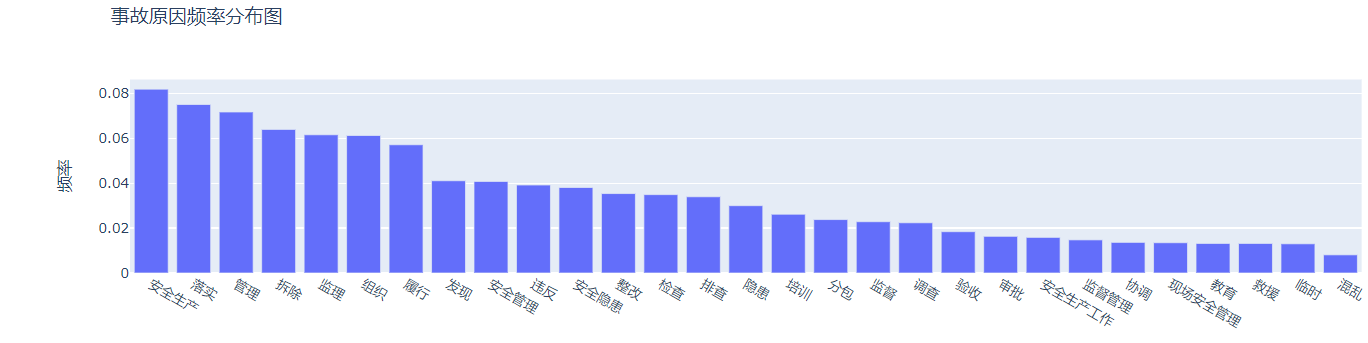 事故原因频率分布图
频率
0.08
0.06
0.04
0.02
0
安全生产
落实
管理
拆除
监理
组织
履行
发现
安全管理
违反
安全隐患
整改
检查
排查
隐患
培训
分包
监督
调查
验收
审批
安全生产工作
监督管理
协调
现场安全管理
教育
救援
临时
混乱